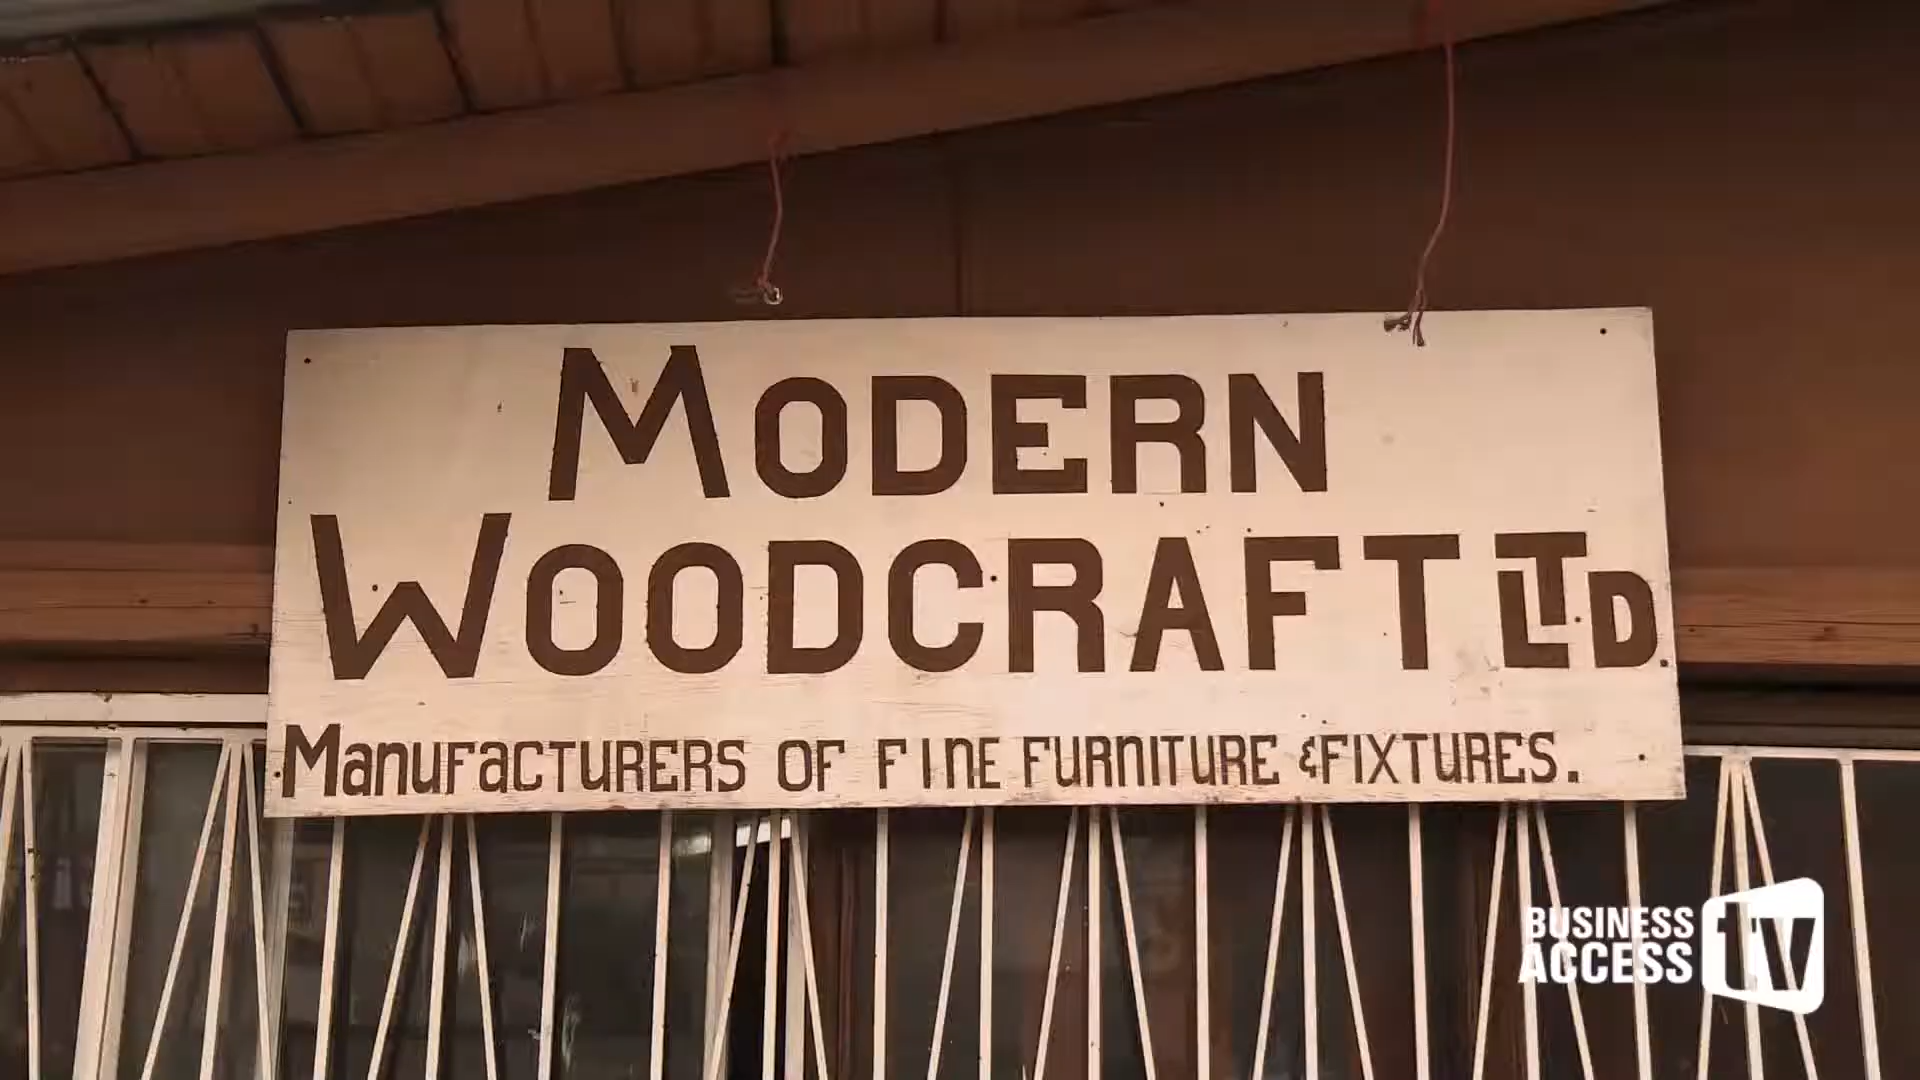 MODERN
WOODCRAFT LTD
MANUFACTURERS OF FINE FURNITURE & FIXTURES.
BUSINESS
ACCESS tv